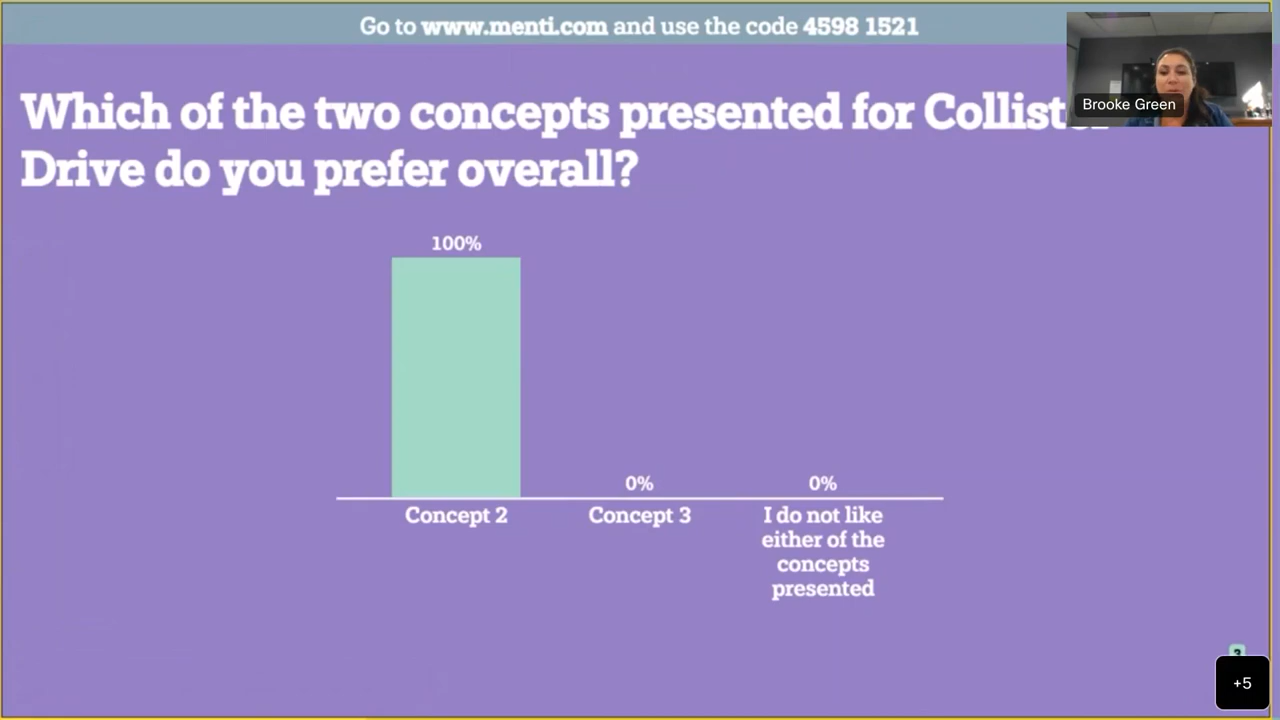 Go to www.menti.com and use the code 4598 1521
Brooke Green
Which of the two concepts presented for Collister
Drive do you prefer overall?
100%
0%
0%
Concept 2
Concept 3
I do not like
either of the
concepts
presented
3
+5